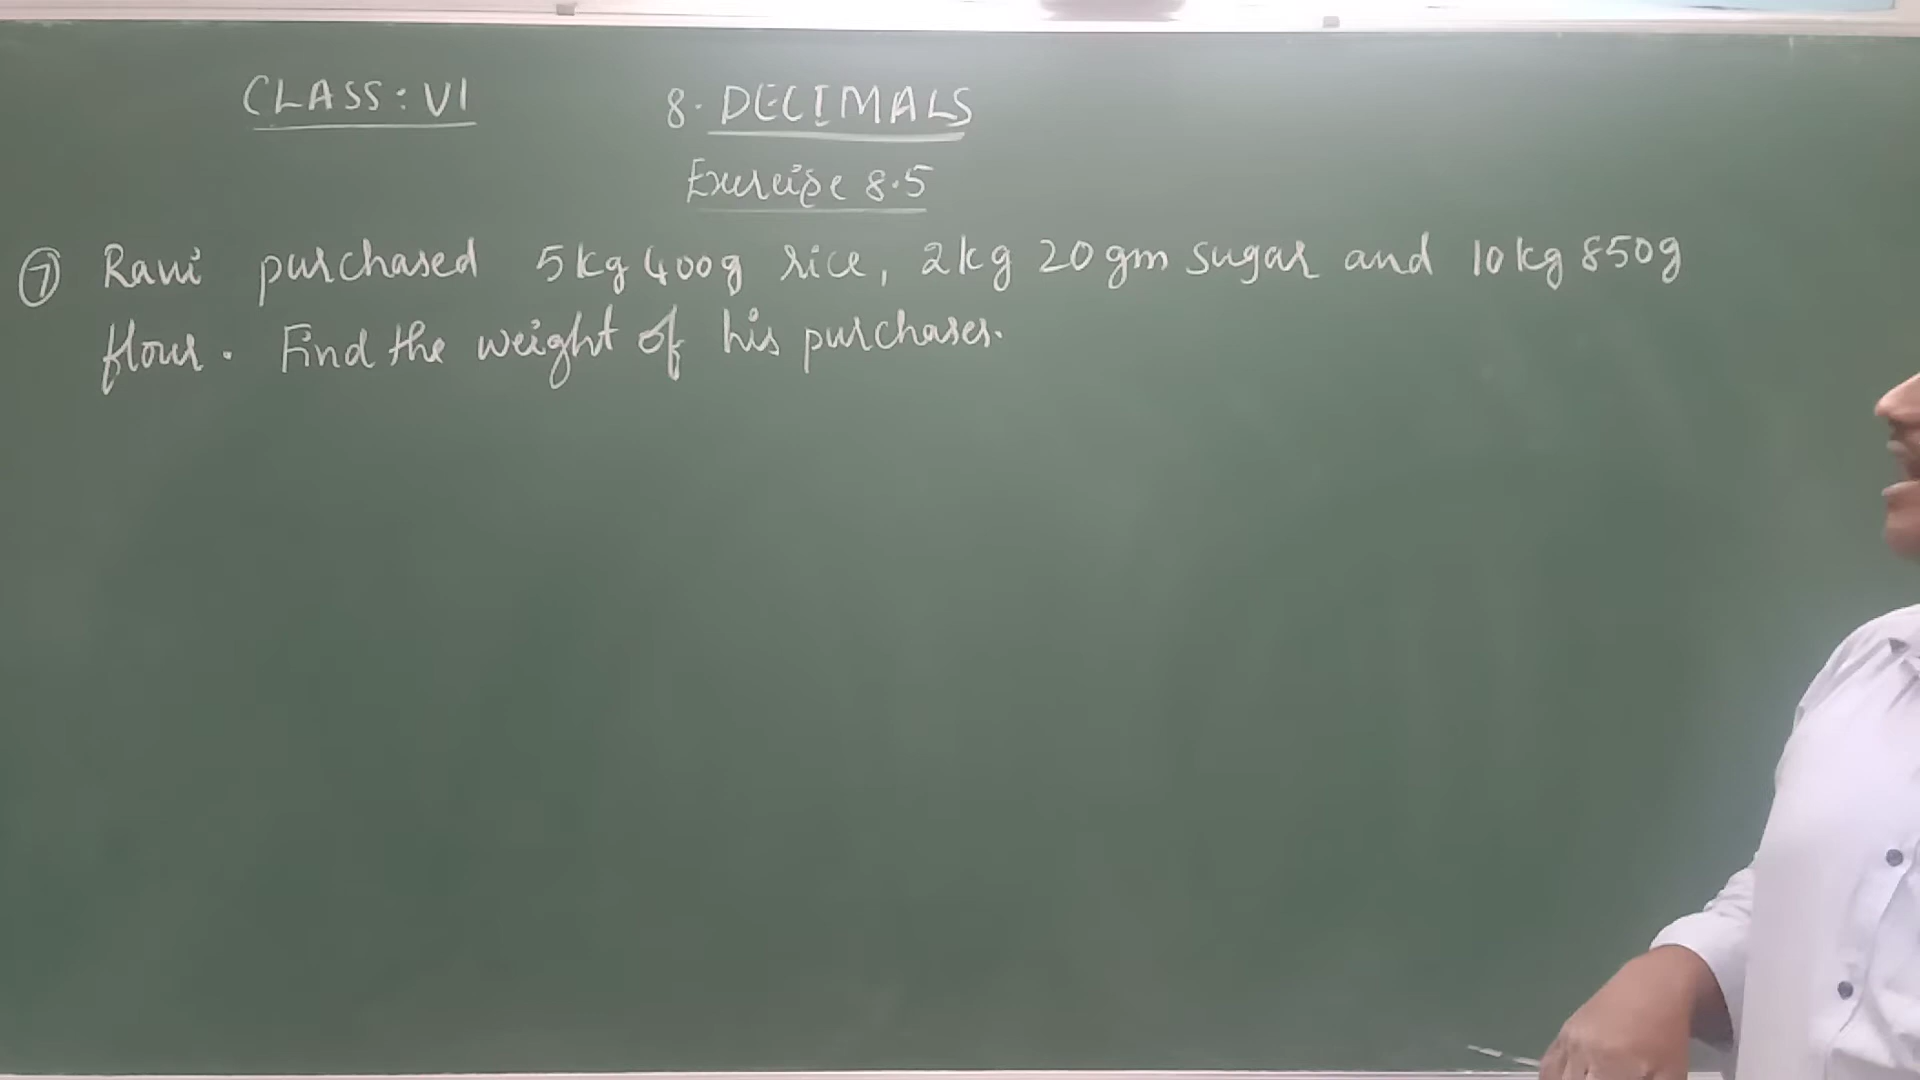 CLASS: VI
8. DECIMALS
Exercise 8.5
⑦ Ravi purchased 5kg 400g rice, 2kg 20gm sugar and 10kg 850g
flour. Find the weight of his purchases.